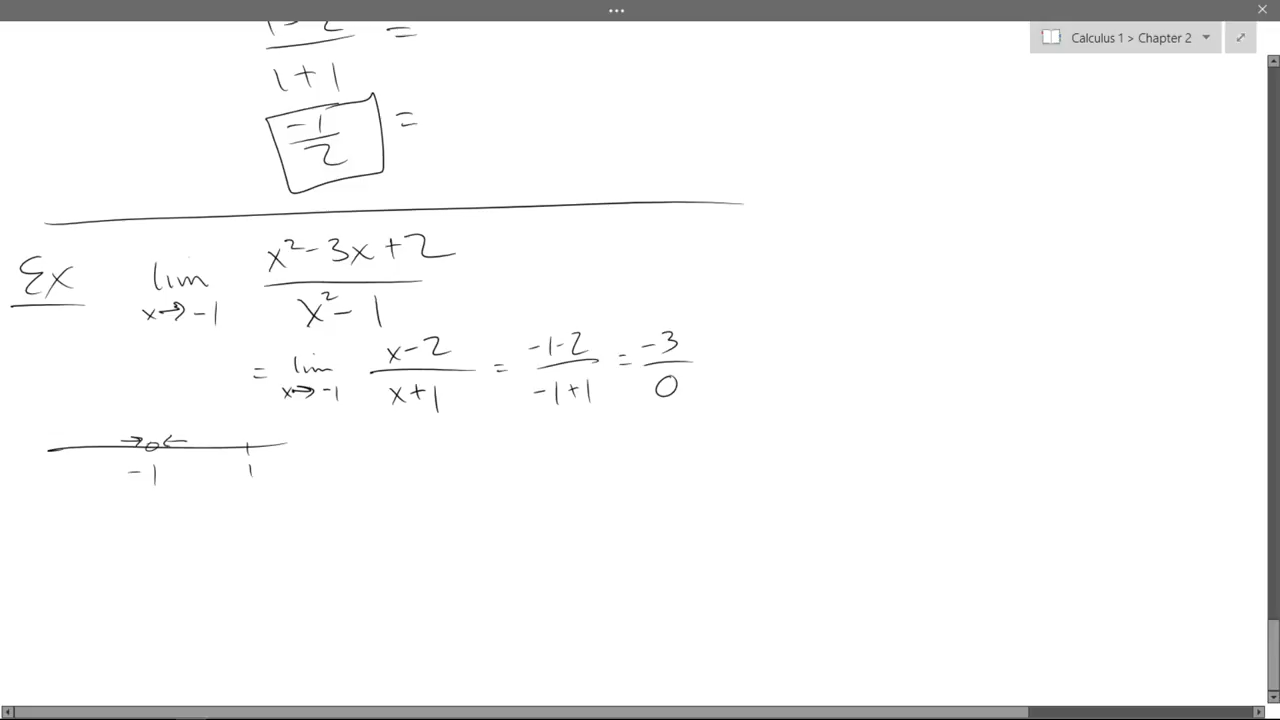 Calculus 1 > Chapter 2
=
1+1
-1/2 =
Ex lim x→-1 (x²-3x+2)/(x²-1)
= lim x→-1 (x-2)/(x+1) = (-1-2)/(-1+1) = -3/0
-1 1